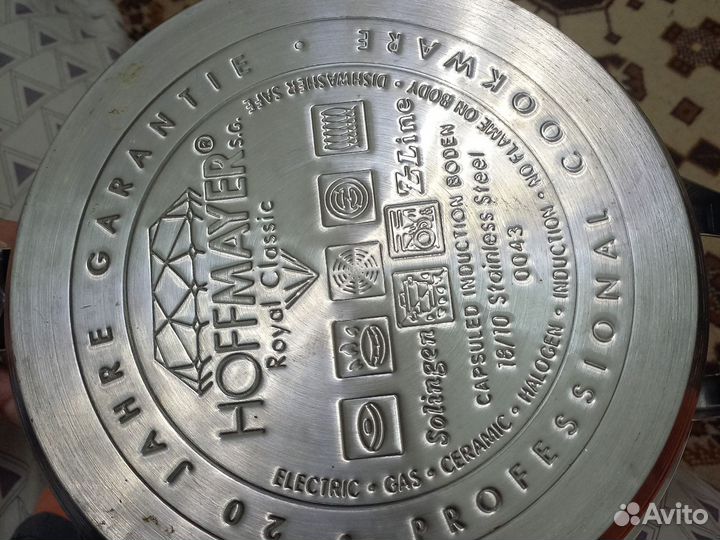 20 JAHRE GARANTIE • PROFESSIONAL COOKWARE •
ELECTRIC • GAS • CERAMIC • HALOGEN • INDUCTION • NO FLAME ON BODY • DISHWASHER SAFE
HOFFMAYER® S.G.
Royal Classic
Solingen Z-Line
CAPSULED INDUCTION BODEN
18/10 Stainless Steel
0043
Avito